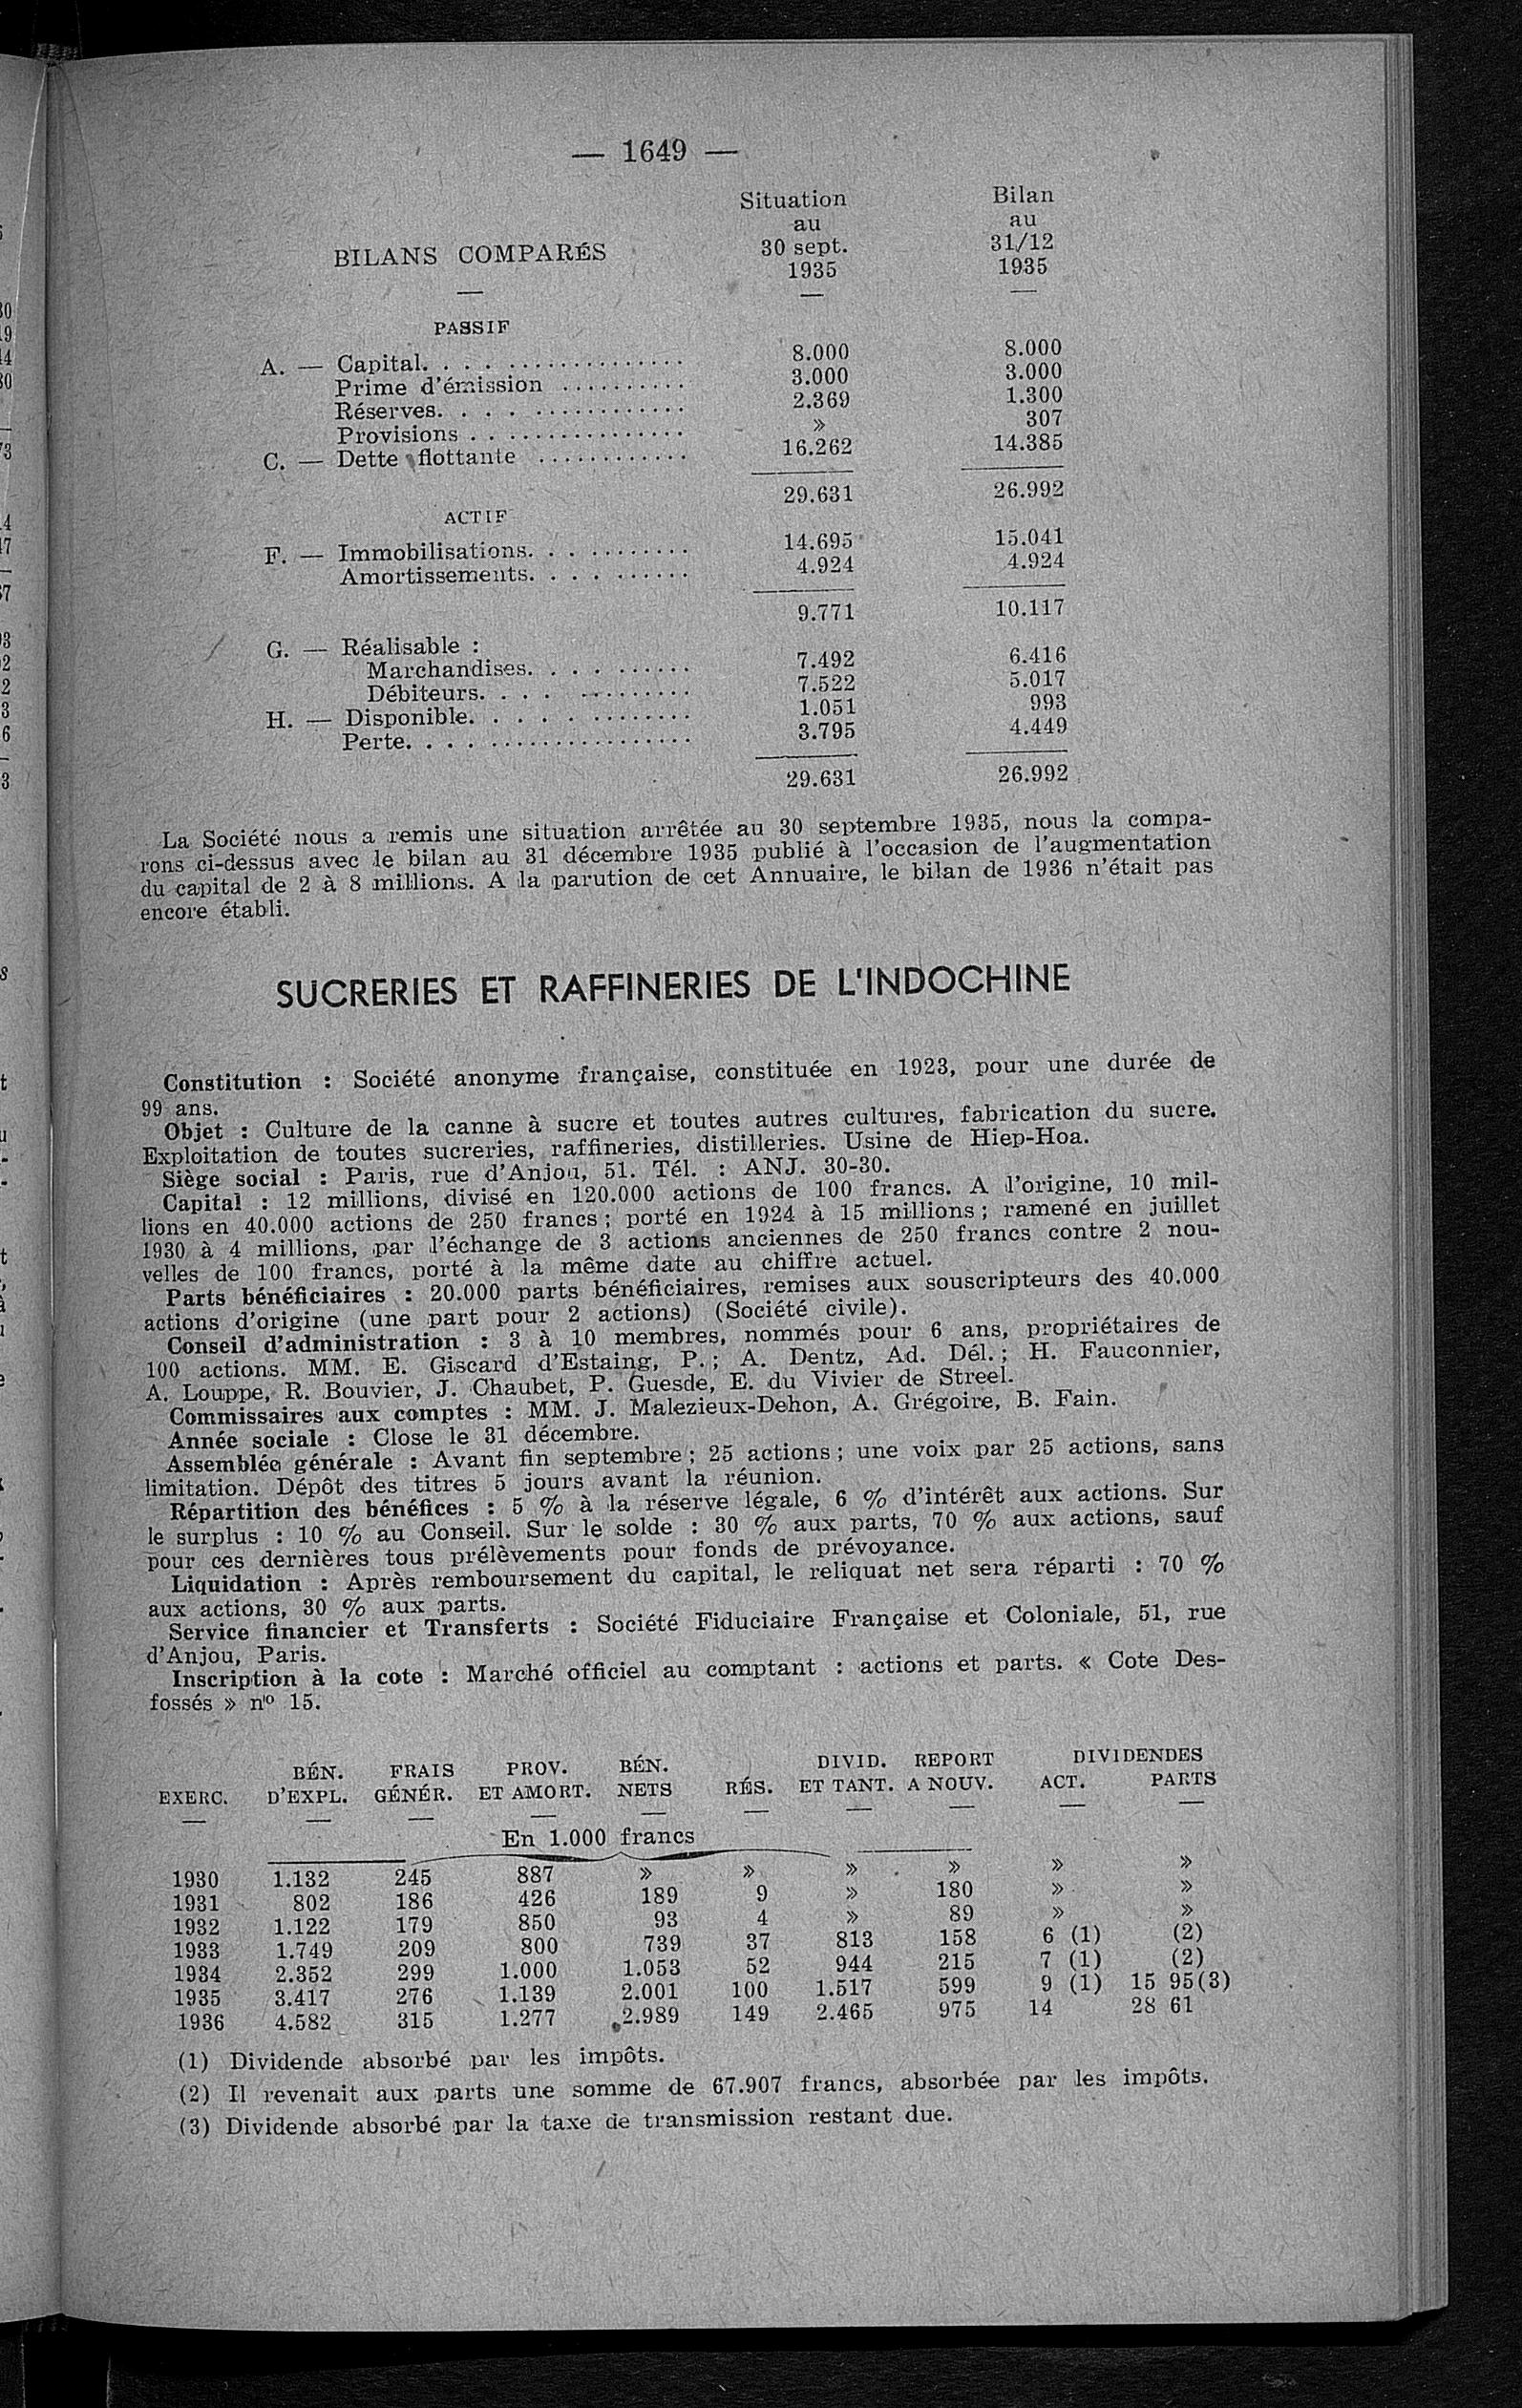 — 1649 —
BILANS COMPARÉS
Situation au 30 sept. 1935
Bilan au 31/12 1935
PASSIF
A. — Capital. . . . . . . . . . . . . . . . . . . 8.000 8.000
Prime d'émission . . . . . . . . . . 3.000 3.000
Réserves. . . . . . . . . . . . . . . . . 2.369 1.300
Provisions . . . . . . . . . . . . . . . . » 307
C. — Dette flottante . . . . . . . . . . . . 16.262 14.385
29.631 26.992
ACTIF
F. — Immobilisations. . . . . . . . . . . . 14.695 15.041
Amortissements. . . . . . . . . . . . 4.924 4.924
9.771 10.117
G. — Réalisable :
Marchandises. . . . . . . . . . . 7.492 6.416
Débiteurs. . . . . . . . . . . . . . 7.522 5.017
H. — Disponible. . . . . . . . . . . . . . . 1.051 993
Perte. . . . . . . . . . . . . . . . . . . . 3.795 4.449
29.631 26.992
La Société nous a remis une situation arrêtée au 30 septembre 1935, nous la compa-
rons ci-dessus avec le bilan au 31 décembre 1935 publié à l'occasion de l'augmentation
du capital de 2 à 8 millions. A la parution de cet Annuaire, le bilan de 1936 n'était pas
encore établi.
SUCRERIES ET RAFFINERIES DE L'INDOCHINE
Constitution : Société anonyme française, constituée en 1923, pour une durée de
99 ans.
Objet : Culture de la canne à sucre et toutes autres cultures, fabrication du sucre.
Exploitation de toutes sucreries, raffineries, distilleries. Usine de Hiep-Hoa.
Siège social : Paris, rue d'Anjou, 51. Tél. : ANJ. 30-30.
Capital : 12 millions, divisé en 120.000 actions de 100 francs. A l'origine, 10 mil-
lions en 40.000 actions de 250 francs ; porté en 1924 à 15 millions ; ramené en juillet
1930 à 4 millions, par l'échange de 3 actions anciennes de 250 francs contre 2 nou-
velles de 100 francs, porté à la même date au chiffre actuel.
Parts bénéficiaires : 20.000 parts bénéficiaires, remises aux souscripteurs des 40.000
actions d'origine (une part pour 2 actions) (Société civile).
Conseil d'administration : 3 à 10 membres, nommés pour 6 ans, propriétaires de
100 actions. MM. E. Giscard d'Estaing, P. ; A. Dentz, Ad. Dél. ; H. Fauconnier,
A. Louppe, R. Bouvier, J. Chaubet, P. Guesde, E. du Vivier de Streel.
Commissaires aux comptes : MM. J. Malezieux-Dehon, A. Grégoire, B. Fain.
Année sociale : Close le 31 décembre.
Assemblée générale : Avant fin septembre ; 25 actions ; une voix par 25 actions, sans
limitation. Dépôt des titres 5 jours avant la réunion.
Répartition des bénéfices : 5 % à la réserve légale, 6 % d'intérêt aux actions. Sur
le surplus : 10 % au Conseil. Sur le solde : 30 % aux parts, 70 % aux actions, sauf
pour ces dernières tous prélèvements pour fonds de prévoyance.
Liquidation : Après remboursement du capital, le reliquat net sera réparti : 70 %
aux actions, 30 % aux parts.
Service financier et Transferts : Société Fiduciaire Française et Coloniale, 51, rue
d'Anjou, Paris.
Inscription à la cote : Marché officiel au comptant : actions et parts. « Cote Des-
fossés » nº 15.
EXERC. BÉN. D'EXPL. FRAIS GÉNÉR. PROV. ET AMORT. BÉN. NETS RÉS. DIVID. ET TANT. REPORT A NOUV. DIVIDENDES ACT. PARTS
En 1.000 francs
1930 1.132 245 887 » » » » » »
1931 802 186 426 189 9 » 180 » »
1932 1.122 179 850 93 4 » 89 » »
1933 1.749 209 800 739 37 813 158 6 (1) (2)
1934 2.352 299 1.000 1.053 52 944 215 7 (1) (2)
1935 3.417 276 1.139 2.001 100 1.517 599 9 (1) 15 95(3)
1936 4.582 315 1.277 2.989 149 2.465 975 14 28 61
(1) Dividende absorbé par les impôts.
(2) Il revenait aux parts une somme de 67.907 francs, absorbée par les impôts.
(3) Dividende absorbé par la taxe de transmission restant due.